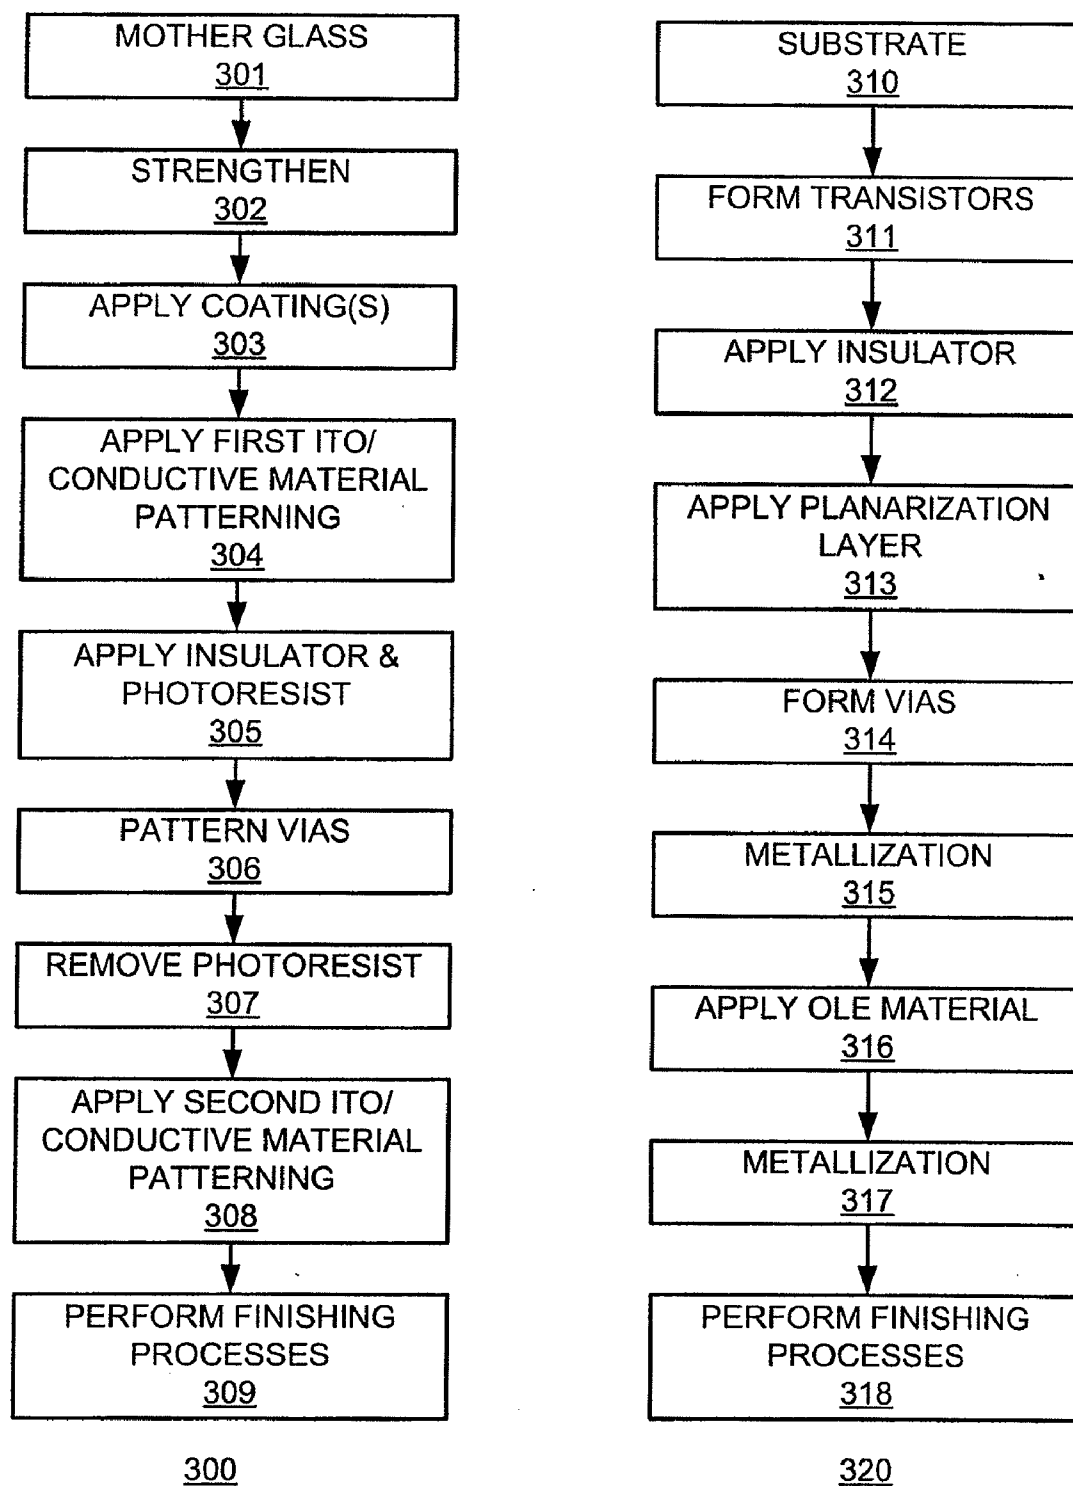 MOTHER GLASS
301
STRENGTHEN
302
APPLY COATING(S)
303
APPLY FIRST ITO/
CONDUCTIVE MATERIAL
PATTERNING
304
APPLY INSULATOR &
PHOTORESIST
305
PATTERN VIAS
306
REMOVE PHOTORESIST
307
APPLY SECOND ITO/
CONDUCTIVE MATERIAL
PATTERNING
308
PERFORM FINISHING
PROCESSES
309
300
SUBSTRATE
310
FORM TRANSISTORS
311
APPLY INSULATOR
312
APPLY PLANARIZATION
LAYER
313
FORM VIAS
314
METALLIZATION
315
APPLY OLE MATERIAL
316
METALLIZATION
317
PERFORM FINISHING
PROCESSES
318
320